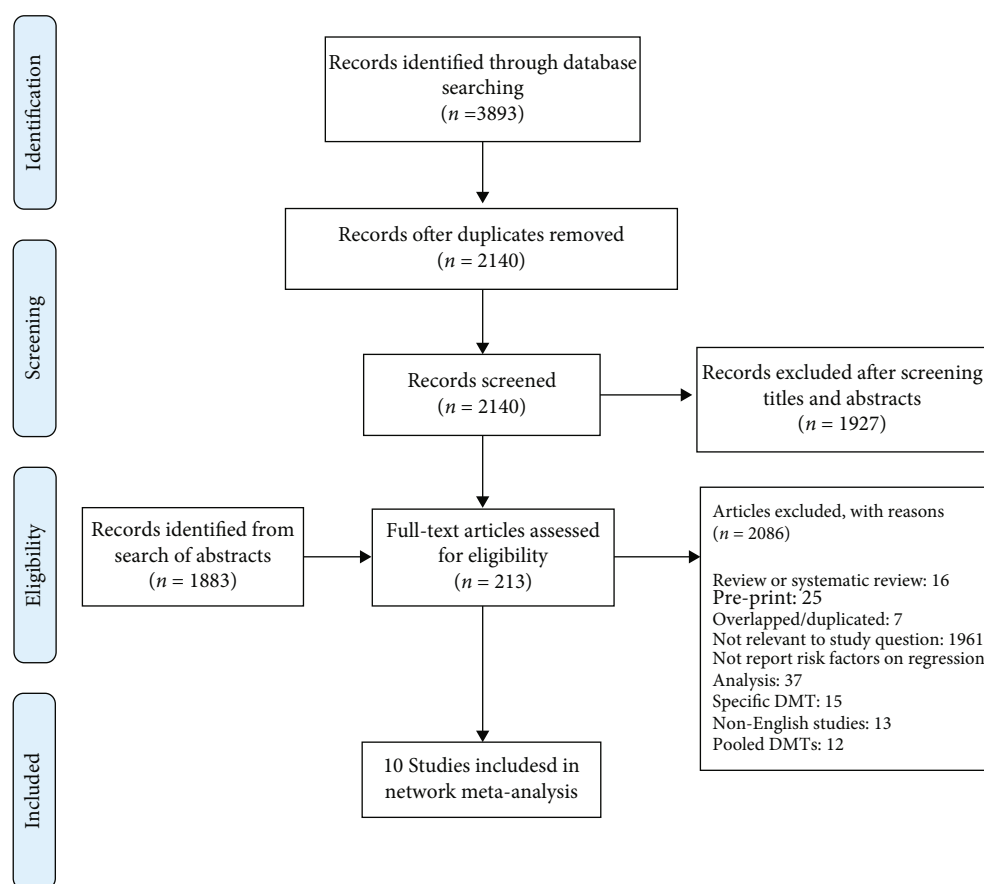 Identification
Records identified through database
searching
(n =3893)
Records ofter duplicates removed
(n = 2140)
Screening
Records screened
(n = 2140)
Records excluded after screening
titles and abstracts
(n = 1927)
Eligibility
Records identified from
search of abstracts
(n = 1883)
Full-text articles assessed
for eligibility
(n = 213)
Articles excluded, with reasons
(n = 2086)
Review or systematic review: 16
Pre-print: 25
Overlapped/duplicated: 7
Not relevant to study question: 1961
Not report risk factors on regression
Analysis: 37
Specific DMT: 15
Non-English studies: 13
Pooled DMTs: 12
Included
10 Studies includesd in
network meta-analysis